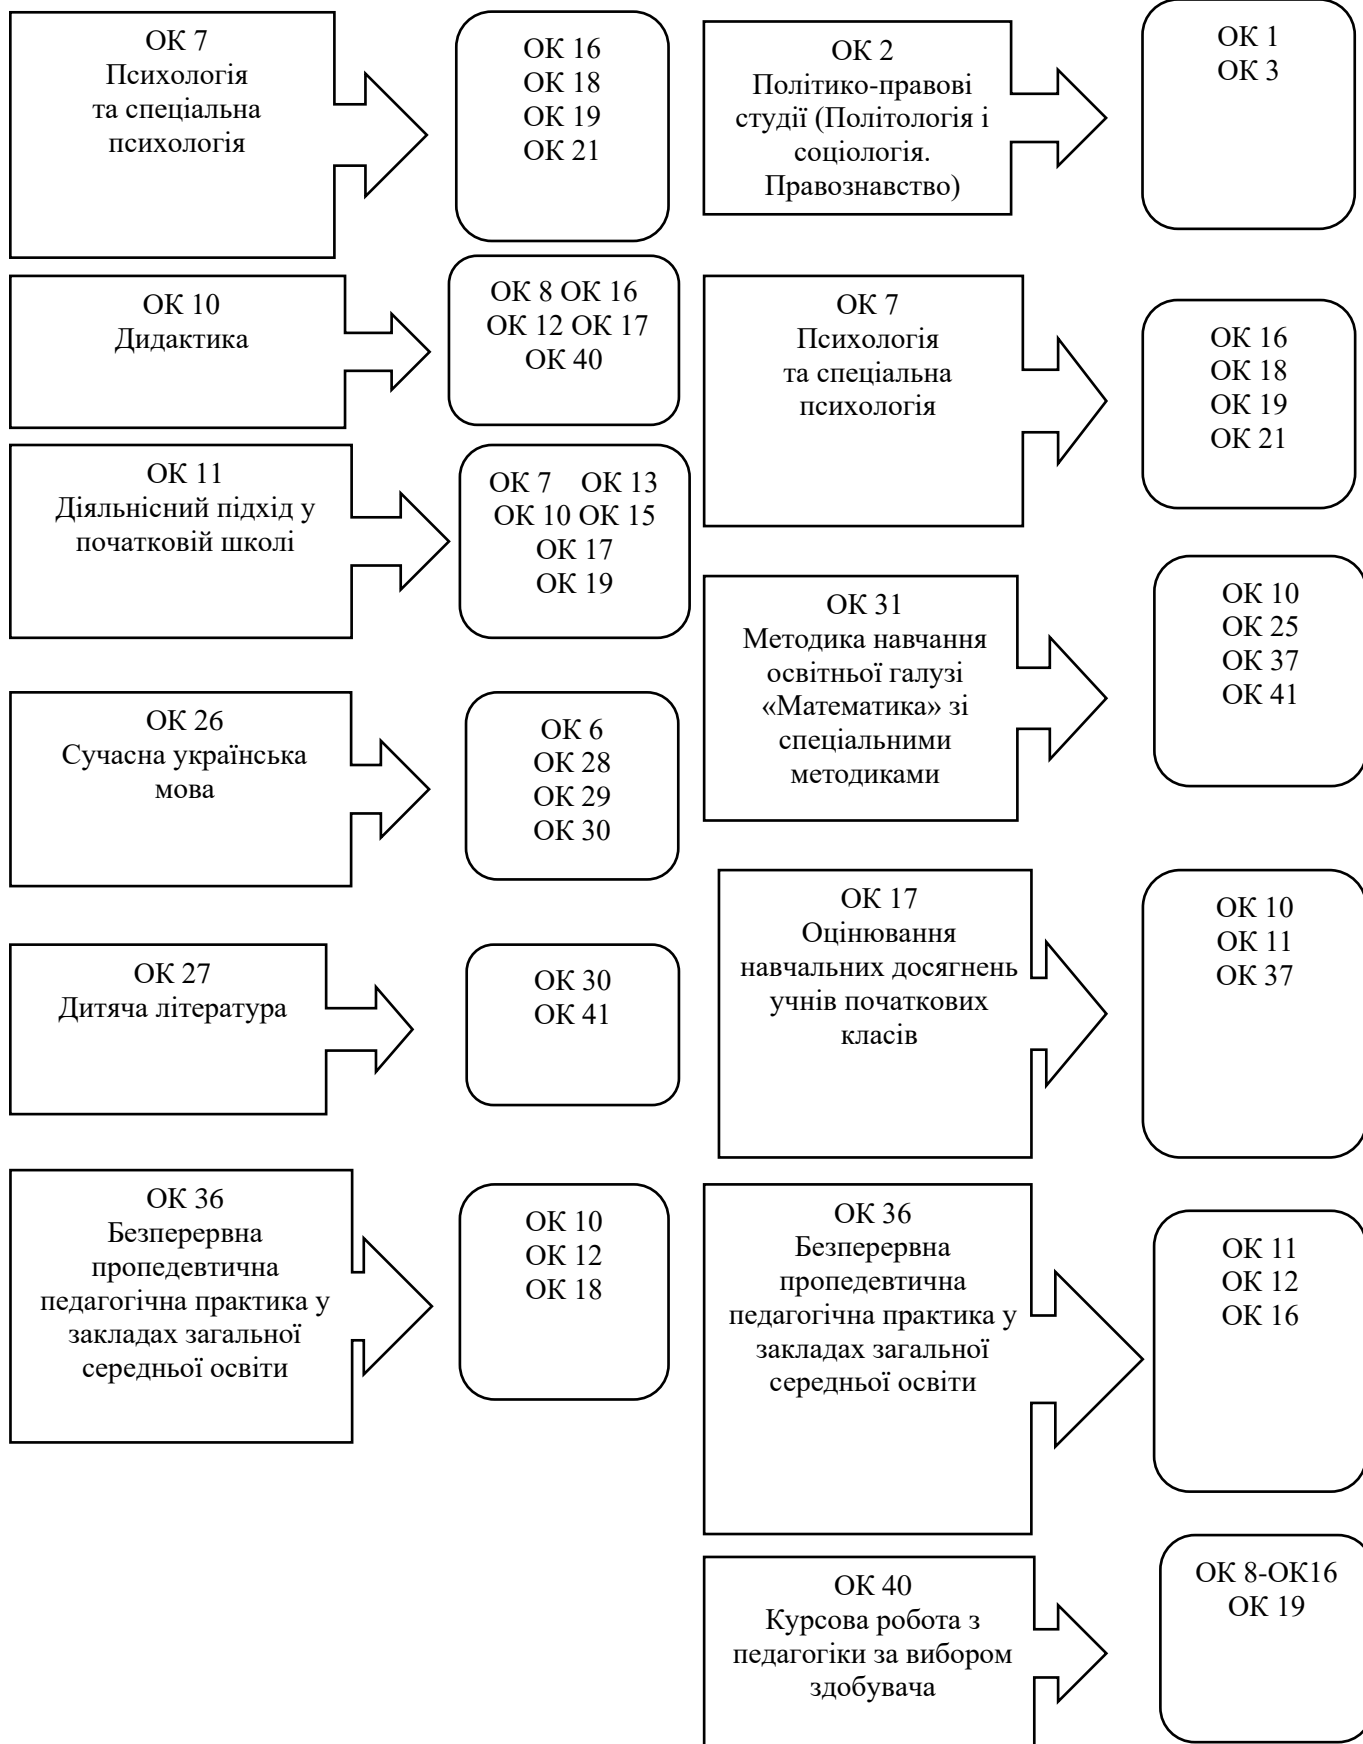 ОК 7
Психологія
та спеціальна
психологія
ОК 16
ОК 18
ОК 19
ОК 21
ОК 10
Дидактика
ОК 8 ОК 16
ОК 12 ОК 17
ОК 40
ОК 11
Діяльнісний підхід у
початковій школі
ОК 7 ОК 13
ОК 10 ОК 15
ОК 17
ОК 19
ОК 26
Сучасна українська
мова
ОК 6
ОК 28
ОК 29
ОК 30
ОК 27
Дитяча література
ОК 30
ОК 41
ОК 36
Безперервна
пропедевтична
педагогічна практика у
закладах загальної
середньої освіти
ОК 10
ОК 12
ОК 18
ОК 2
Політико-правові
студії (Політологія і
соціологія.
Правознавство)
ОК 1
ОК 3
ОК 7
Психологія
та спеціальна
психологія
ОК 16
ОК 18
ОК 19
ОК 21
ОК 31
Методика навчання
освітньої галузі
«Математика» зі
спеціальними
методиками
ОК 10
ОК 25
ОК 37
ОК 41
ОК 17
Оцінювання
навчальних досягнень
учнів початкових
класів
ОК 10
ОК 11
ОК 37
ОК 36
Безперервна
пропедевтична
педагогічна практика у
закладах загальної
середньої освіти
ОК 11
ОК 12
ОК 16
ОК 40
Курсова робота з
педагогіки за вибором
здобувача
ОК 8-ОК16
ОК 19